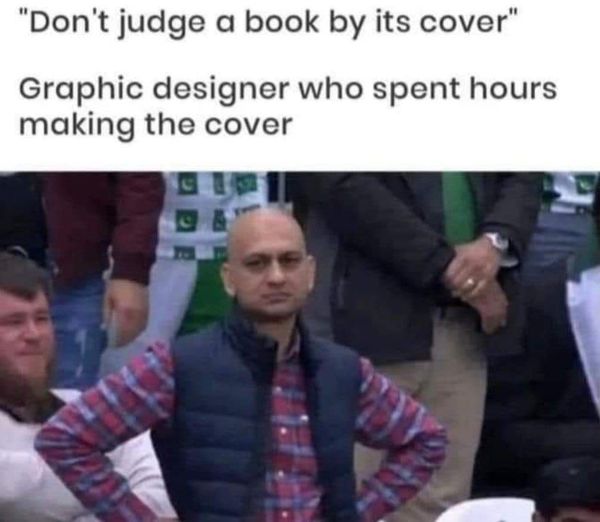 "Don't judge a book by its cover"
Graphic designer who spent hours
making the cover